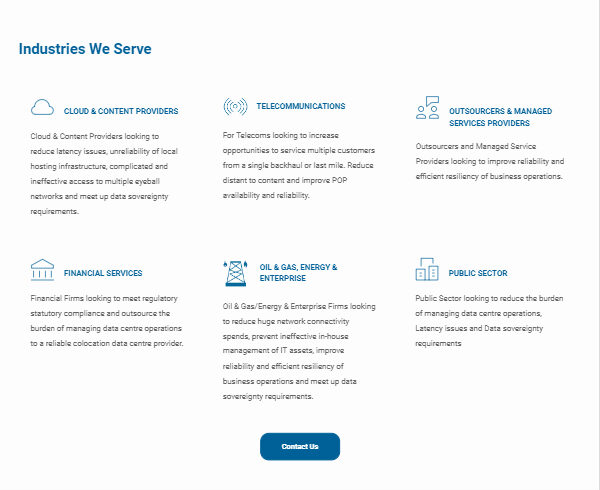 Industries We Serve
CLOUD & CONTENT PROVIDERS
Cloud & Content Providers looking to
reduce latency issues, unreliability of local
hosting infrastructure, complicated and
ineffective access to multiple eyeball
networks and meet up data sovereignty
requirements.
TELECOMMUNICATIONS
For Telecoms looking to increase
opportunities to service multiple customers
from a single backhaul or last mile. Reduce
distant to content and improve POP
availability and reliability.
OUTSOURCERS & MANAGED
SERVICES PROVIDERS
Outsourcers and Managed Service
Providers looking to improve reliability and
efficient resiliency of business operations.
FINANCIAL SERVICES
Financial Firms looking to meet regulatory
statutory compliance and outsource the
burden of managing data centre operations
to a reliable colocation data centre provider.
OIL & GAS, ENERGY &
ENTERPRISE
Oil & Gas/Energy & Enterprise Firms looking
to reduce huge network connectivity
spends, prevent ineffective in-house
management of IT assets, improve
reliability and efficient resiliency of
business operations and meet up data
sovereignty requirements.
PUBLIC SECTOR
Public Sector looking to reduce the burden
of managing data centre operations,
Latency issues and Data sovereignty
requirements
Contact Us